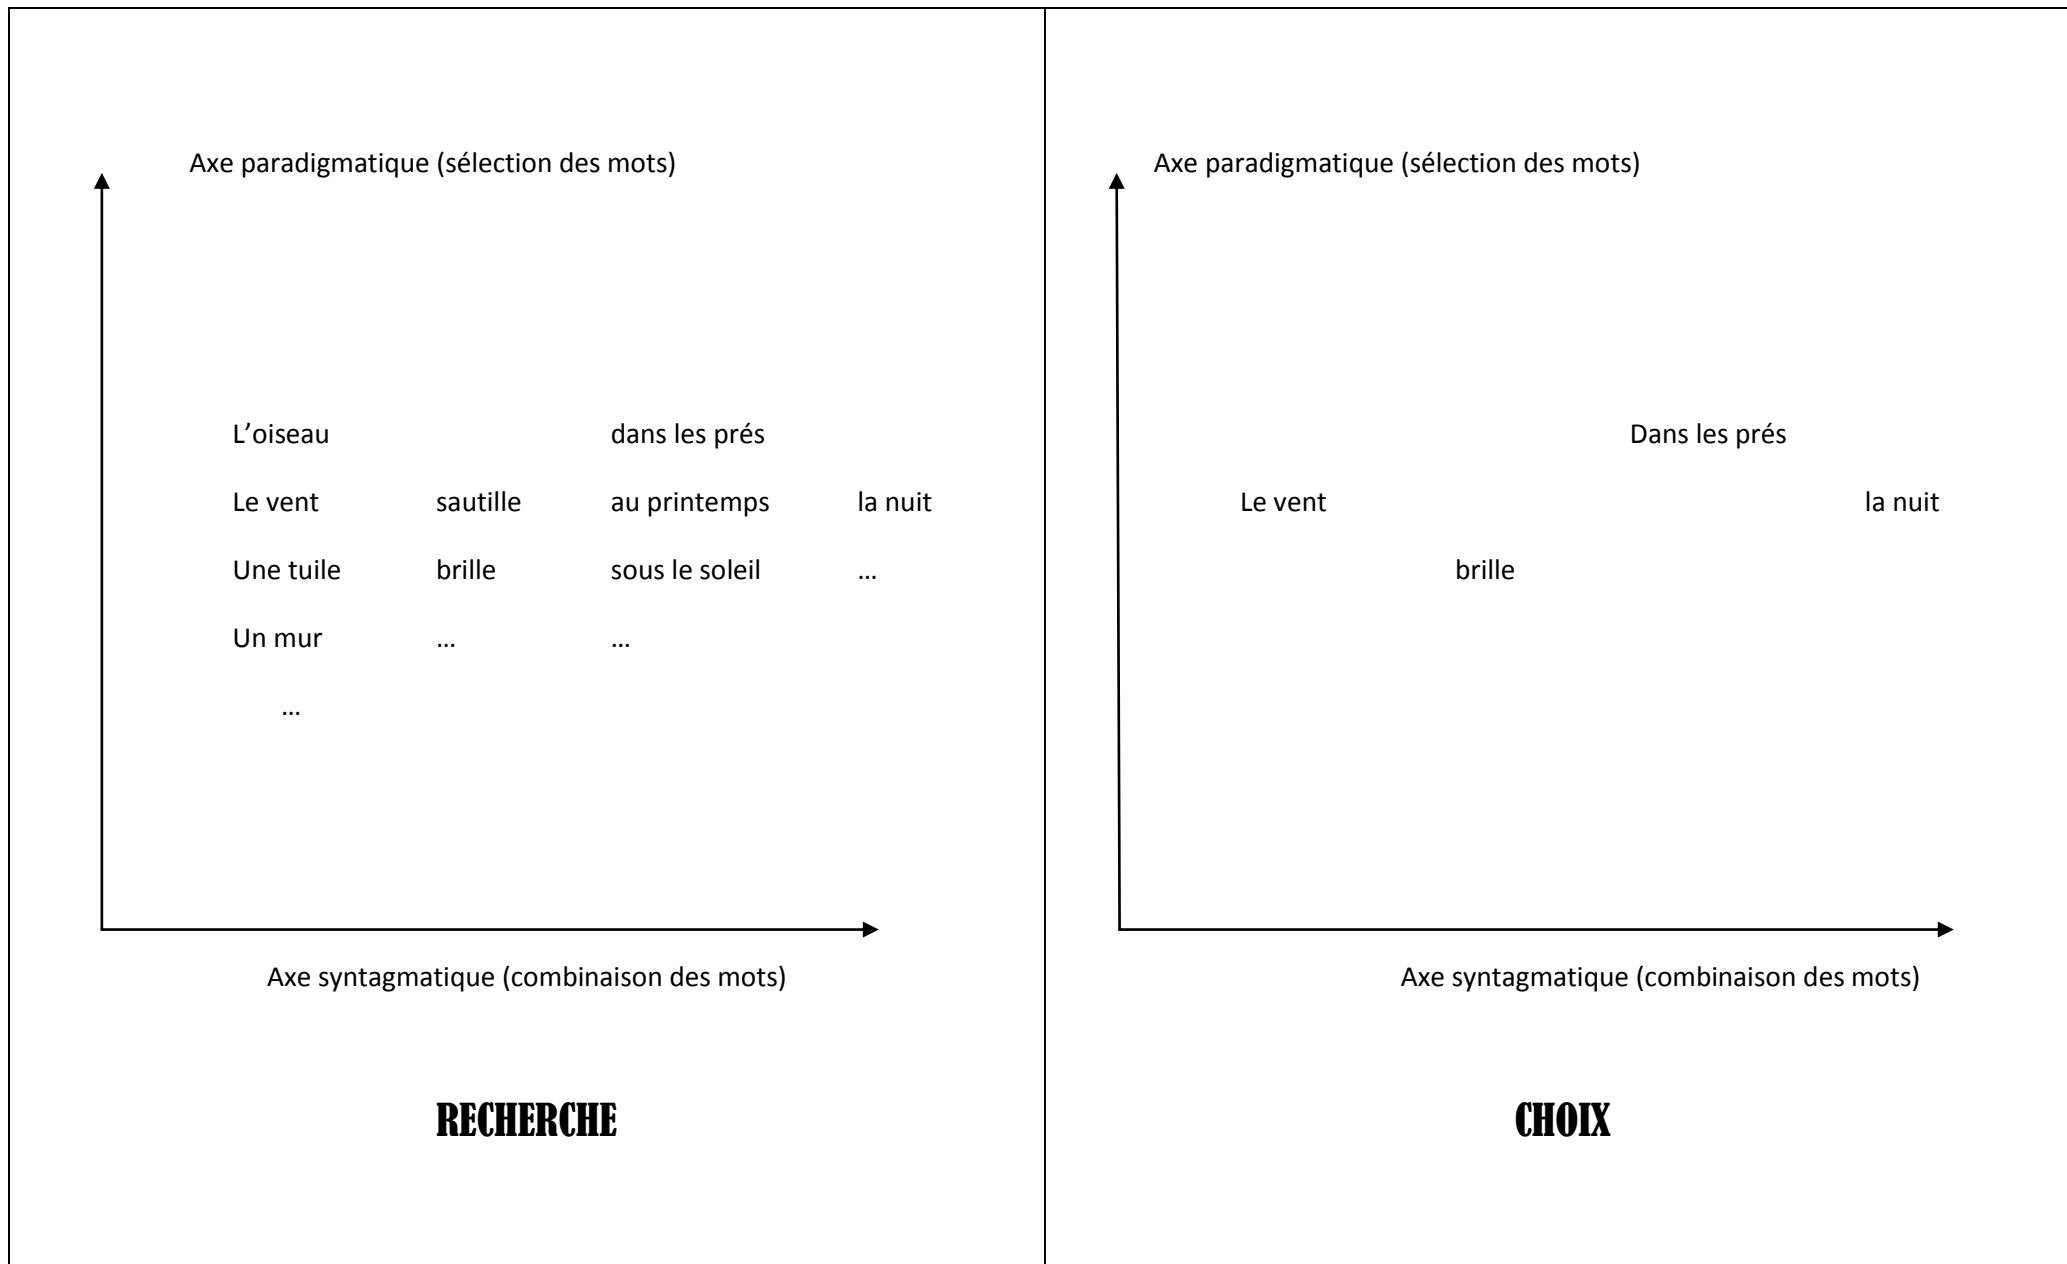 Axe paradigmatique (sélection des mots)
L’oiseau dans les prés
Le vent sautille au printemps la nuit
Une tuile brille sous le soleil …
Un mur … …
…
Axe syntagmatique (combinaison des mots)
RECHERCHE
Axe paradigmatique (sélection des mots)
Dans les prés
Le vent la nuit
brille
Axe syntagmatique (combinaison des mots)
CHOIX